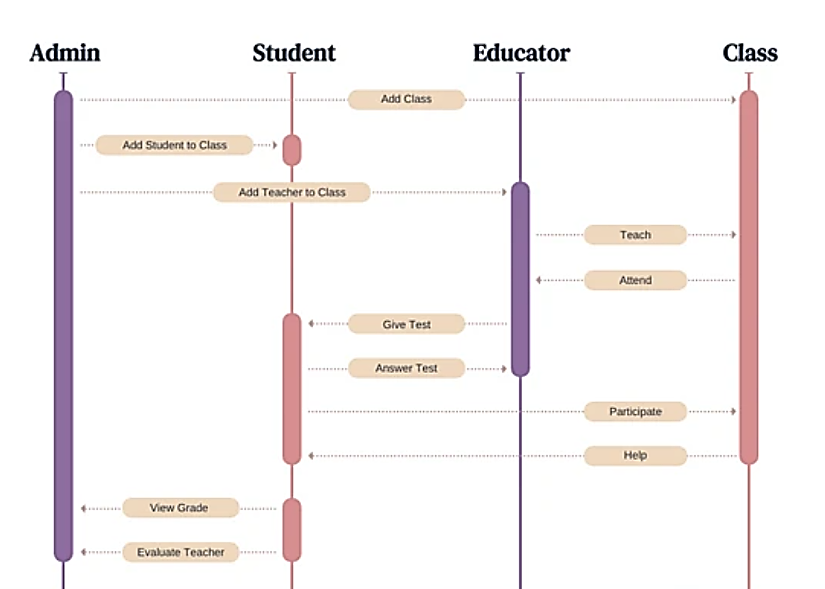 Admin
Student
Educator
Class
Add Class
Add Student to Class
Add Teacher to Class
Teach
Attend
Give Test
Answer Test
Participate
Help
View Grade
Evaluate Teacher